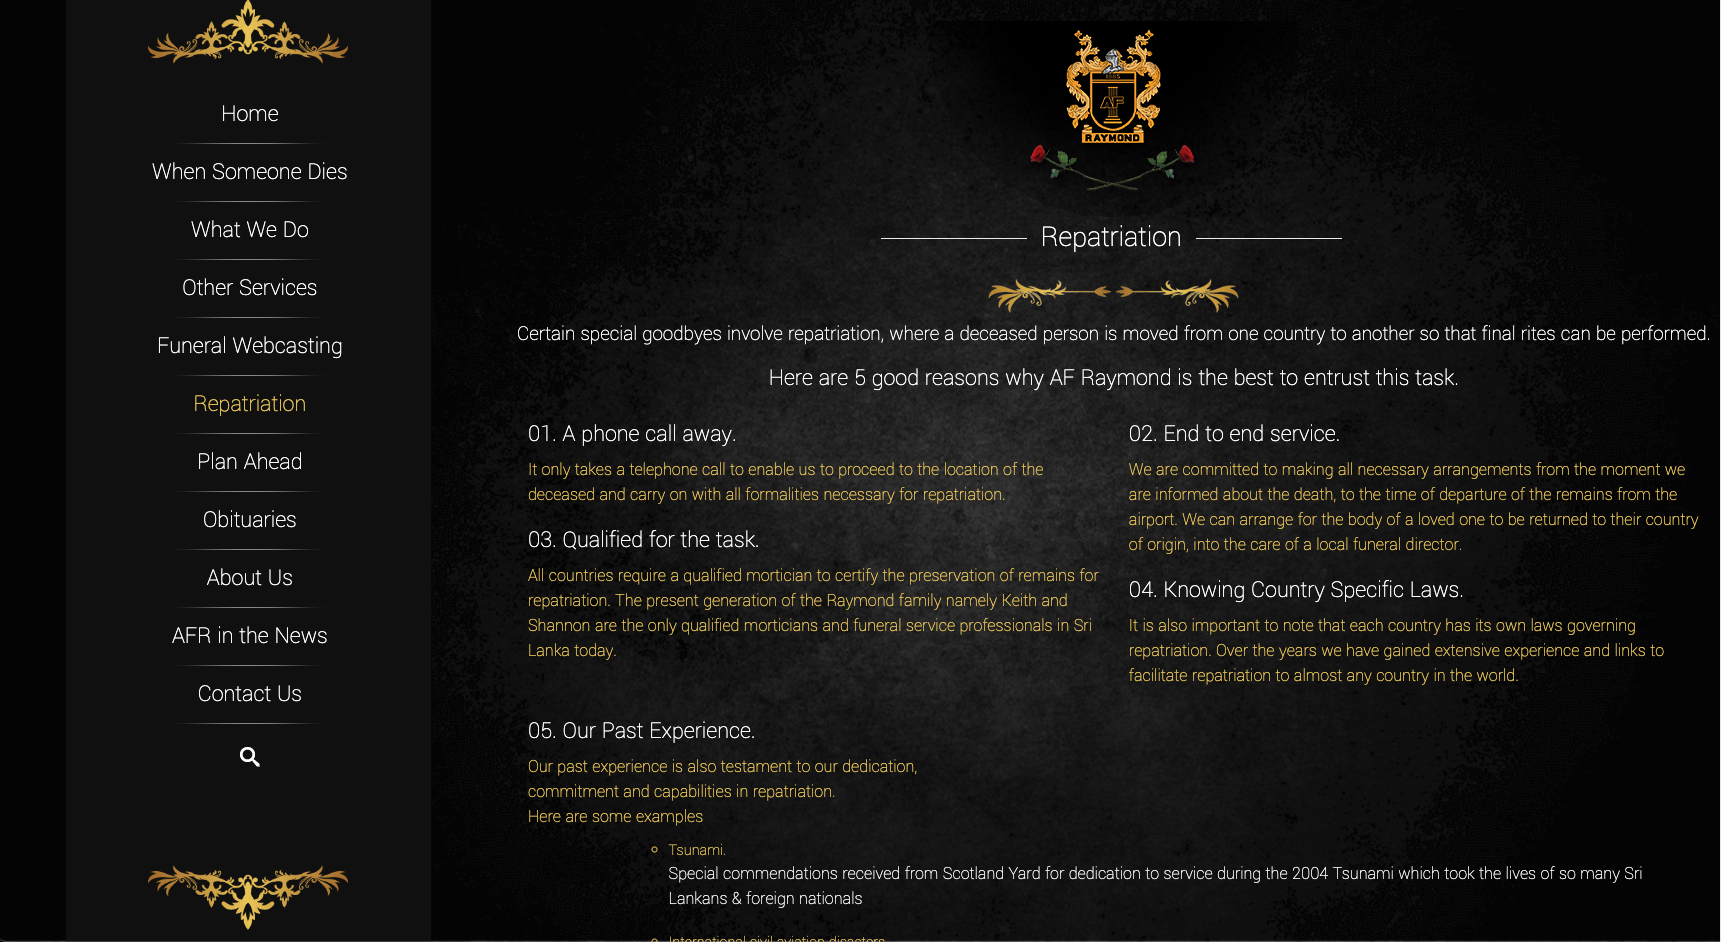 Home
When Someone Dies
What We Do
Other Services
Funeral Webcasting
Repatriation
Plan Ahead
Obituaries
About Us
AFR in the News
Contact Us
1885
AF
RAYMOND
Repatriation
Certain special goodbyes involve repatriation, where a deceased person is moved from one country to another so that final rites can be performed.
Here are 5 good reasons why AF Raymond is the best to entrust this task.
01. A phone call away.
It only takes a telephone call to enable us to proceed to the location of the
deceased and carry on with all formalities necessary for repatriation.
02. End to end service.
We are committed to making all necessary arrangements from the moment we
are informed about the death, to the time of departure of the remains from the
airport. We can arrange for the body of a loved one to be returned to their country
of origin, into the care of a local funeral director.
03. Qualified for the task.
All countries require a qualified mortician to certify the preservation of remains for
repatriation. The present generation of the Raymond family namely Keith and
Shannon are the only qualified morticians and funeral service professionals in Sri
Lanka today.
04. Knowing Country Specific Laws.
It is also important to note that each country has its own laws governing
repatriation. Over the years we have gained extensive experience and links to
facilitate repatriation to almost any country in the world.
05. Our Past Experience.
Our past experience is also testament to our dedication,
commitment and capabilities in repatriation.
Here are some examples
Tsunami.
Special commendations received from Scotland Yard for dedication to service during the 2004 Tsunami which took the lives of so many Sri
Lankans & foreign nationals
International civil aviation disasters